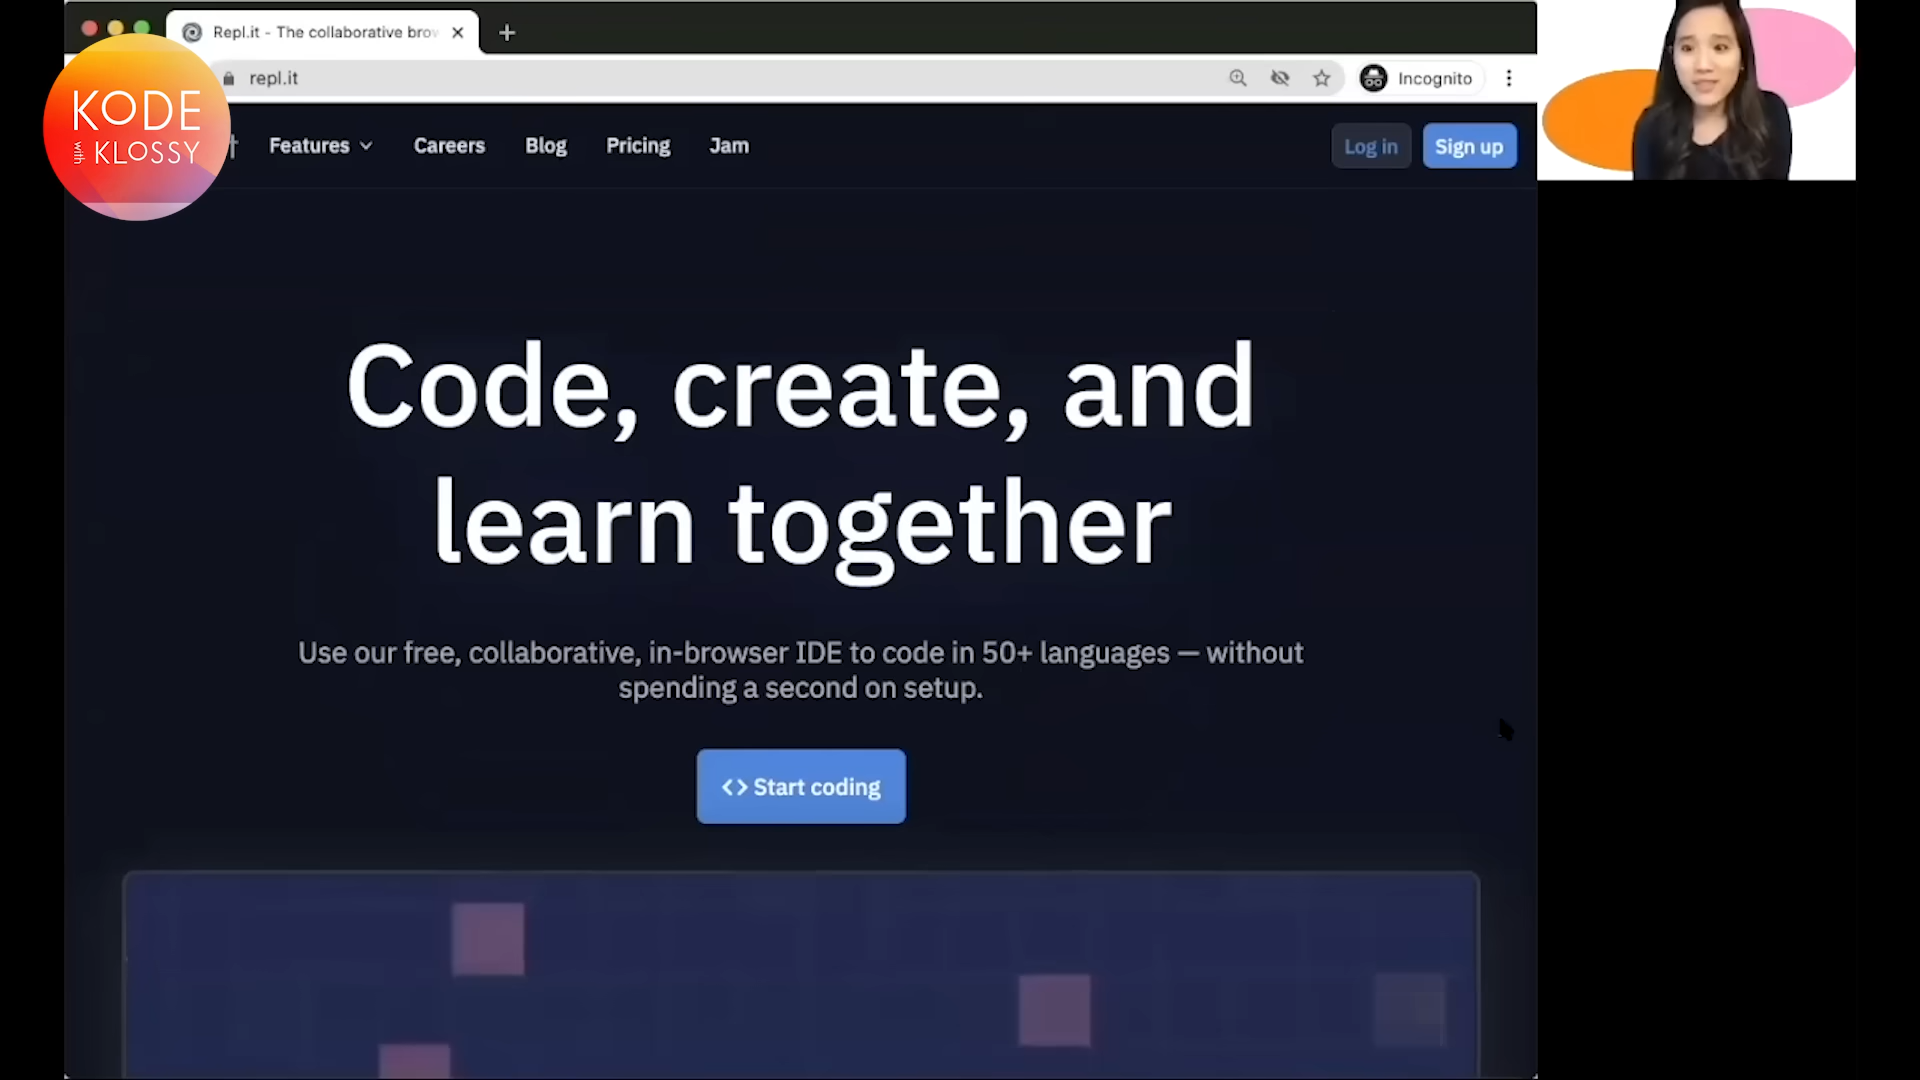 Repl.it - The collaborative brow
repl.it
Incognito
KODE
with KLOSSY
Features
Careers
Blog
Pricing
Jam
Log in
Sign up
Code, create, and
learn together
Use our free, collaborative, in-browser IDE to code in 50+ languages — without
spending a second on setup.
<> Start coding